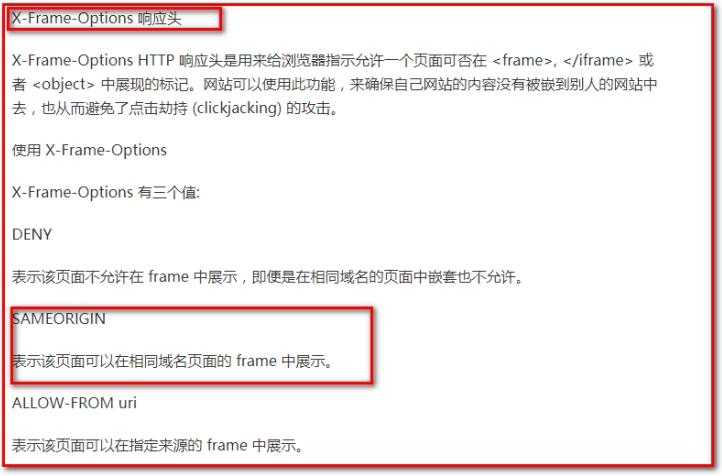 X-Frame-Options 响应头
X-Frame-Options HTTP 响应头是用来给浏览器指示允许一个页面可否在 <frame>, </iframe> 或
者 <object> 中展现的标记。网站可以使用此功能，来确保自己网站的内容没有被嵌到别人的网站中
去，也从而避免了点击劫持 (clickjacking) 的攻击。
使用 X-Frame-Options
X-Frame-Options 有三个值:
DENY
表示该页面不允许在 frame 中展示，即便是在相同域名的页面中嵌套也不允许。
SAMEORIGIN
表示该页面可以在相同域名页面的 frame 中展示。
ALLOW-FROM uri
表示该页面可以在指定来源的 frame 中展示。